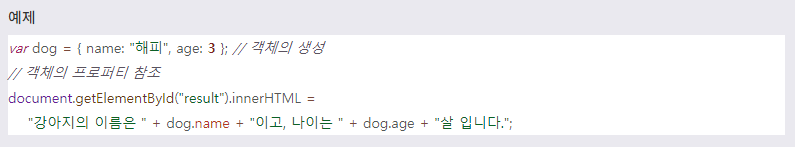 예제
var dog = { name: "해피", age: 3 }; // 객체의 생성
// 객체의 프로퍼티 참조
document.getElementById("result").innerHTML =
"강아지의 이름은 " + dog.name + "이고, 나이는 " + dog.age + "살 입니다.";